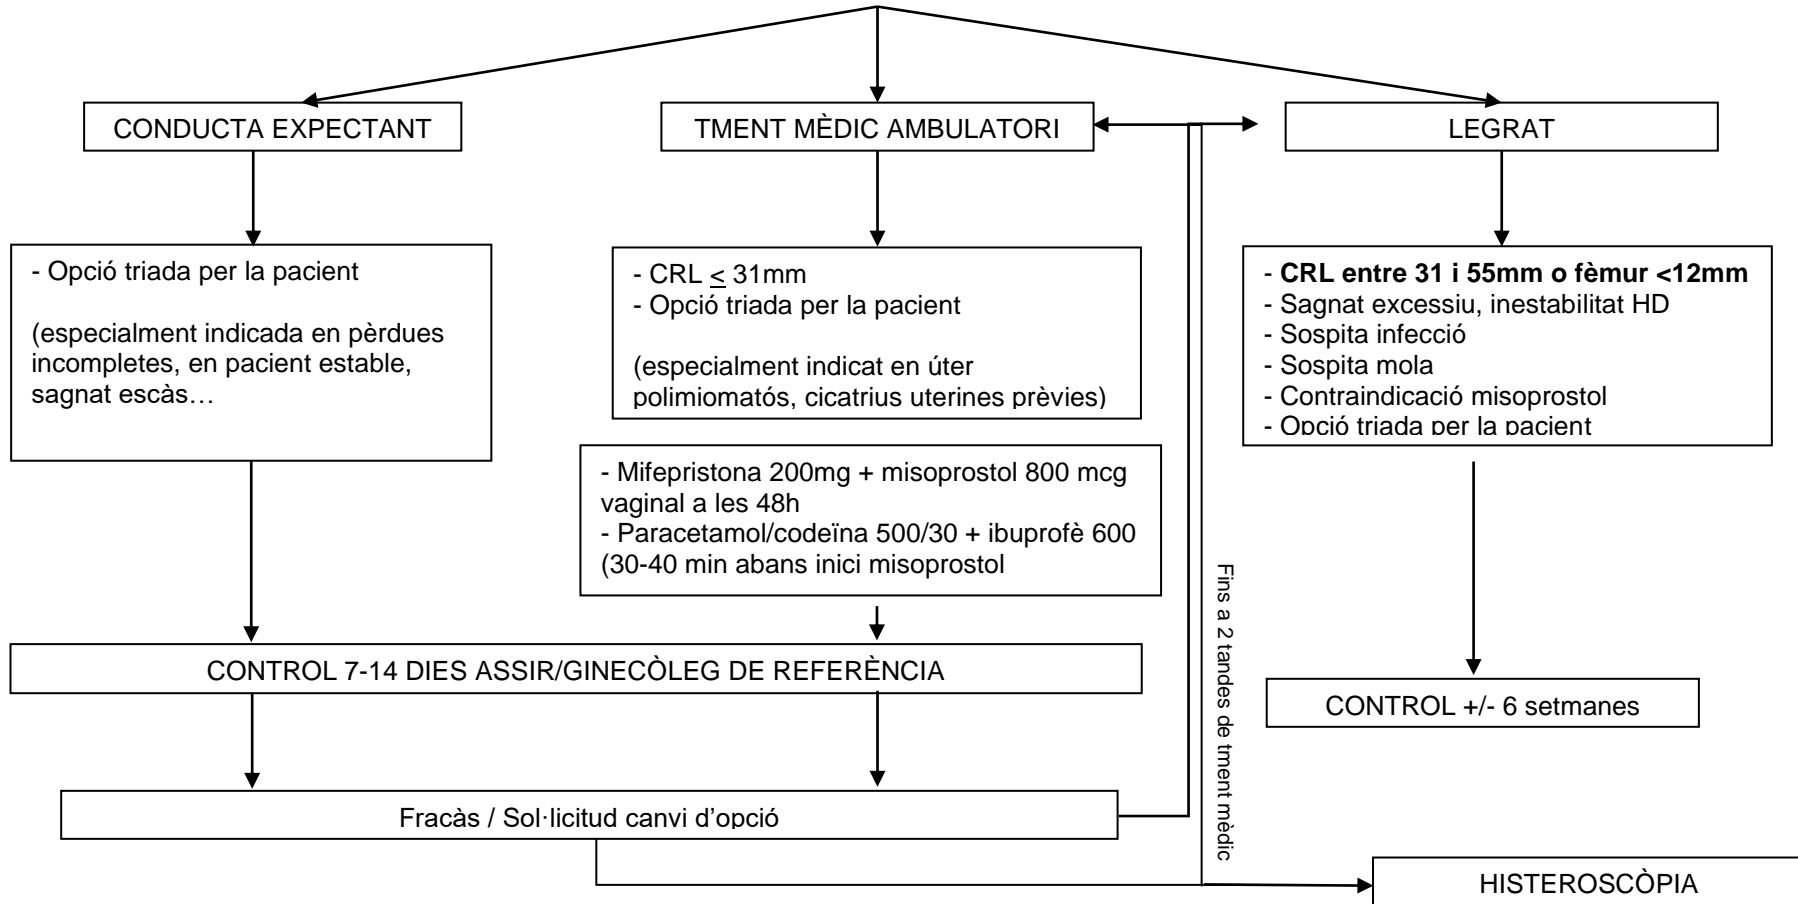 CONDUCTA EXPECTANT
TMENT MÈDIC AMBULATORI
LEGRAT
- Opció triada per la pacient
(especialment indicada en pèrdues
incompletes, en pacient estable,
sagnat escàs…
- CRL < 31mm
- Opció triada per la pacient
(especialment indicat en úter
polimiomatós, cicatrius uterines prèvies)
- CRL entre 31 i 55mm o fèmur <12mm
- Sagnat excessiu, inestabilitat HD
- Sospita infecció
- Sospita mola
- Contraindicació misoprostol
- Opció triada per la pacient
- Mifepristona 200mg + misoprostol 800 mcg
vaginal a les 48h
- Paracetamol/codeïna 500/30 + ibuprofè 600
(30-40 min abans inici misoprostol
Fins a 2 tandes de tment mèdic
CONTROL 7-14 DIES ASSIR/GINECÒLEG DE REFERÈNCIA
CONTROL +/- 6 setmanes
Fracàs / Sol·licitud canvi d'opció
HISTEROSCÒPIA